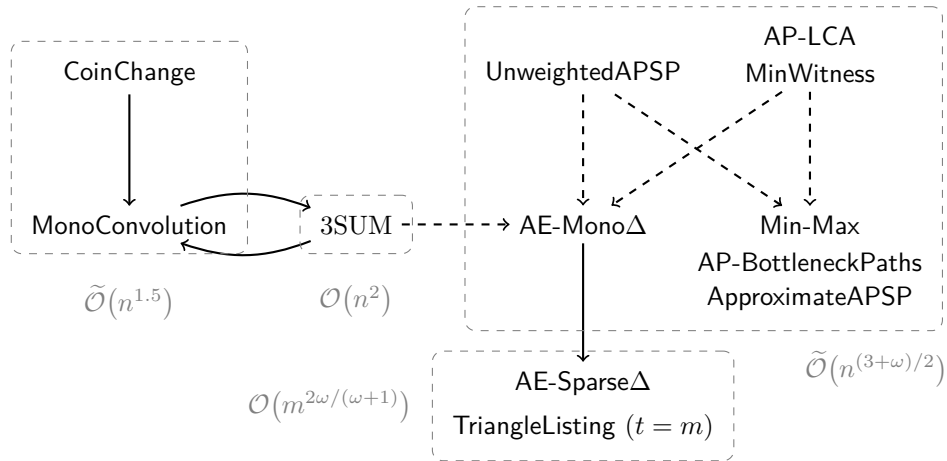 AP-LCA
CoinChange
UnweightedAPSP
MinWitness
MonoConvolution
3SUM
AE-MonoΔ
Min-Max
AP-BottleneckPaths
ApproximateAPSP
Õ(n^{1.5})
O(n^2)
Õ(n^{(3+ω)/2})
AE-SparseΔ
O(m^{2ω/(ω+1)})
TriangleListing (t = m)